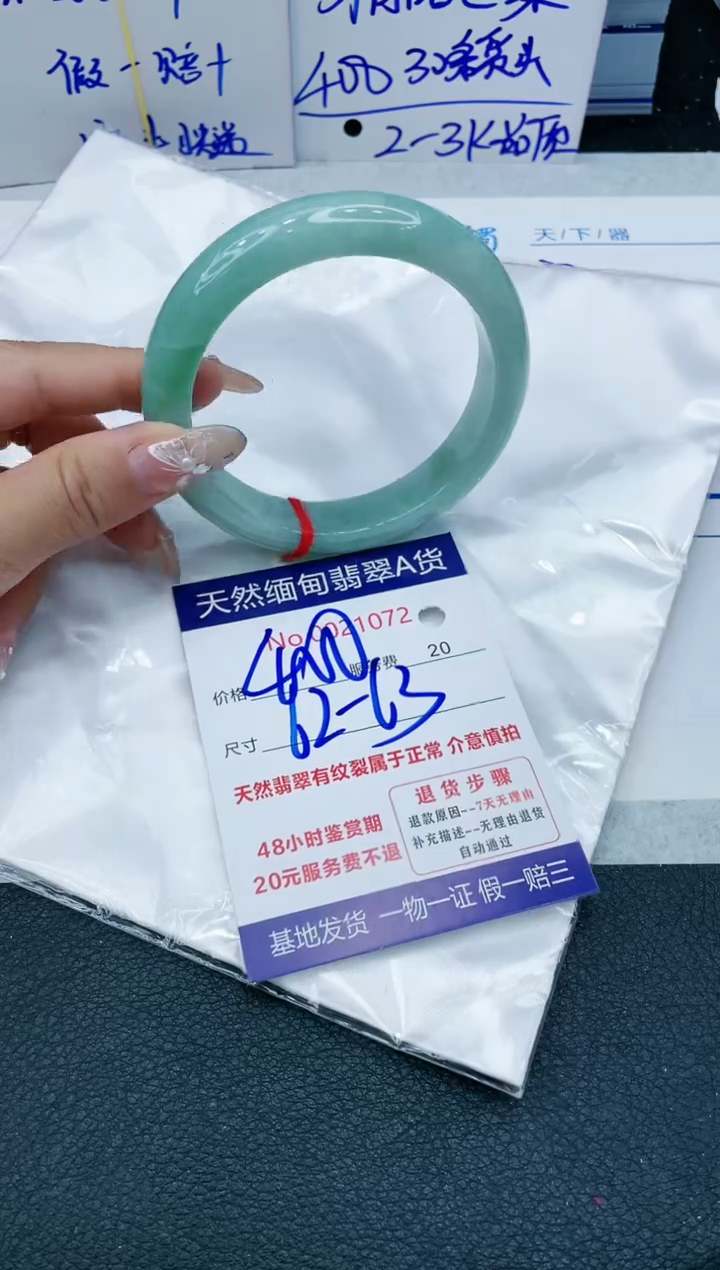 假一赔十
400 30条货头
2-3K品质
天/下/器
天然缅甸翡翠A货
No.0021072
价格 400 服务费 20
尺寸 62-63
天然翡翠有纹裂属于正常 介意慎拍
48小时鉴赏期
20元服务费不退
退货步骤
退款原因--7天无理由
补充描述--无理由退货
自动通过
基地发货 一物一证 假一赔三